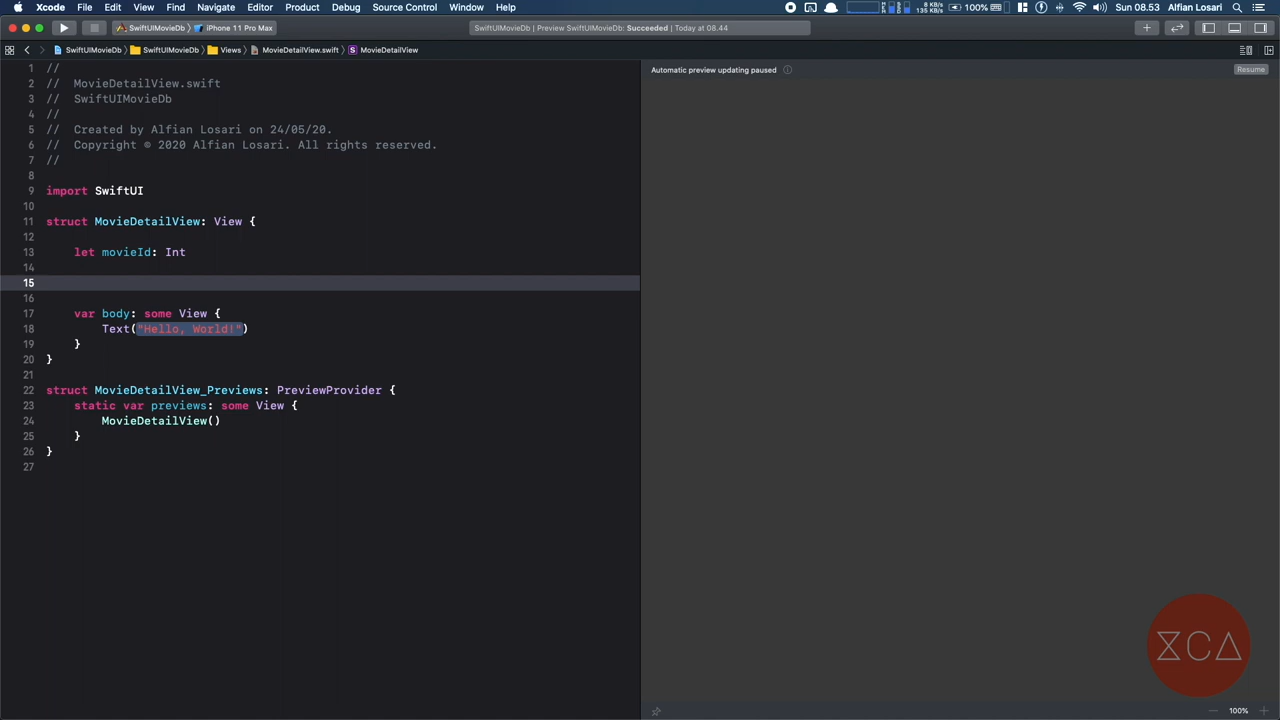 Xcode File Edit View Find Navigate Editor Product Debug Source Control Window Help 8 KB/s 135 KB/s 100% Sun 08.53 Alfian Losari
SwiftUIMovieDb iPhone 11 Pro Max SwiftUIMovieDb | Preview SwiftUIMovieDb: Succeeded | Today at 08.44
SwiftUIMovieDb SwiftUIMovieDb Views MovieDetailView.swift S MovieDetailView
Automatic preview updating paused Resume
1 //
2 // MovieDetailView.swift
3 // SwiftUIMovieDb
4 //
5 // Created by Alfian Losari on 24/05/20.
6 // Copyright © 2020 Alfian Losari. All rights reserved.
7 //
8
9 import SwiftUI
10
11 struct MovieDetailView: View {
12
13 let movieId: Int
14
15
16
17 var body: some View {
18 Text("Hello, World!")
19 }
20 }
21
22 struct MovieDetailView_Previews: PreviewProvider {
23 static var previews: some View {
24 MovieDetailView()
25 }
26 }
27
XCA
100%